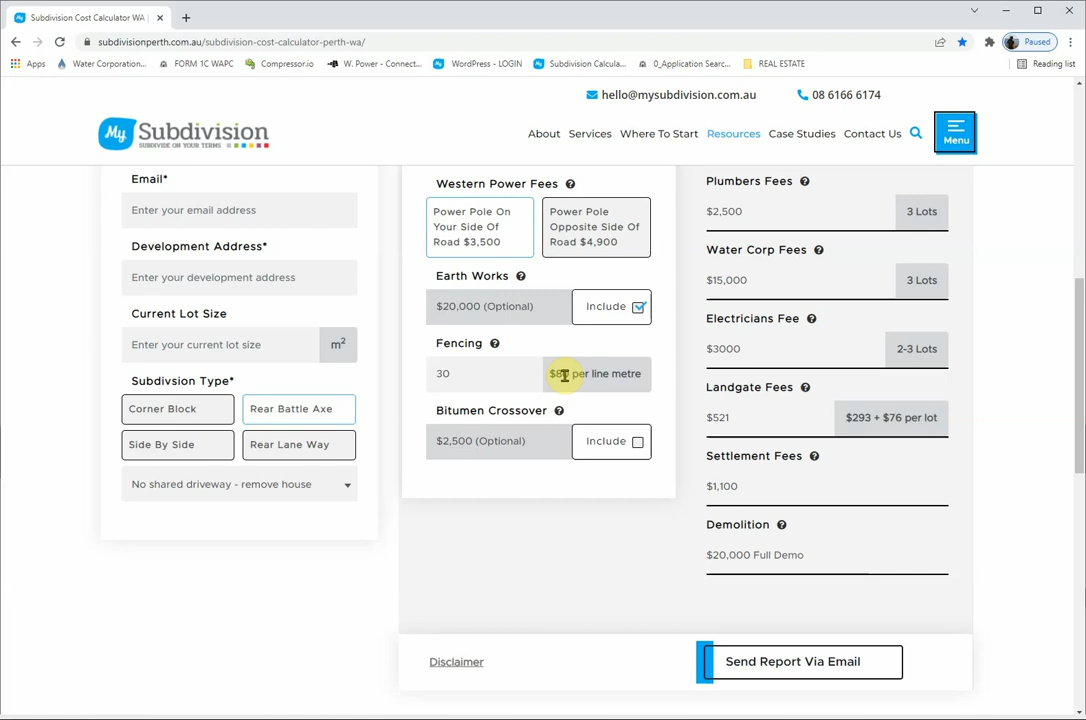 Subdivision Cost Calculator WA |
subdivisionperth.com.au/subdivision-cost-calculator-perth-wa/
Paused
Apps
Water Corporation...
FORM 1C WAPC
Compressor.io
W. Power - Connect...
WordPress - LOGIN
Subdivision Calcula...
0_Application Searc...
REAL ESTATE
Reading list
hello@mysubdivision.com.au
08 6166 6174
My Subdivision
SUBDIVIDE ON YOUR TERMS
About
Services
Where To Start
Resources
Case Studies
Contact Us
Menu
Email*
Enter your email address
Development Address*
Enter your development address
Current Lot Size
Enter your current lot size
m²
Subdivsion Type*
Corner Block
Rear Battle Axe
Side By Side
Rear Lane Way
No shared driveway - remove house
Western Power Fees
Power Pole On
Your Side Of
Road $3,500
Power Pole
Opposite Side Of
Road $4,900
Earth Works
$20,000 (Optional)
Include
Fencing
30
per line metre
Bitumen Crossover
$2,500 (Optional)
Include
Plumbers Fees
$2,500
3 Lots
Water Corp Fees
$15,000
3 Lots
Electricians Fee
$3000
2-3 Lots
Landgate Fees
$521
$293 + $76 per lot
Settlement Fees
$1,100
Demolition
$20,000 Full Demo
Disclaimer
Send Report Via Email